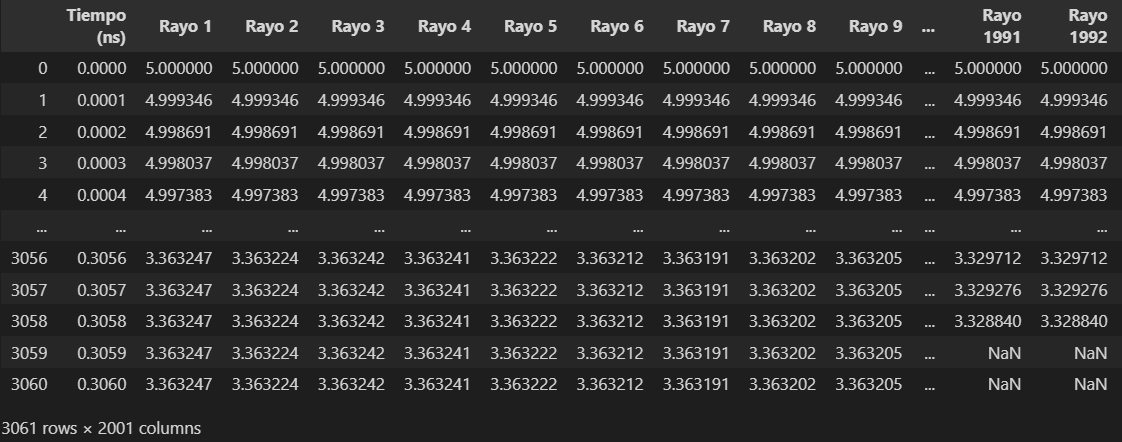 Tiempo (ns) Rayo 1 Rayo 2 Rayo 3 Rayo 4 Rayo 5 Rayo 6 Rayo 7 Rayo 8 Rayo 9 ... Rayo 1991 Rayo 1992
0 0.0000 5.000000 5.000000 5.000000 5.000000 5.000000 5.000000 5.000000 5.000000 5.000000 ... 5.000000 5.000000
1 0.0001 4.999346 4.999346 4.999346 4.999346 4.999346 4.999346 4.999346 4.999346 4.999346 ... 4.999346 4.999346
2 0.0002 4.998691 4.998691 4.998691 4.998691 4.998691 4.998691 4.998691 4.998691 4.998691 ... 4.998691 4.998691
3 0.0003 4.998037 4.998037 4.998037 4.998037 4.998037 4.998037 4.998037 4.998037 4.998037 ... 4.998037 4.998037
4 0.0004 4.997383 4.997383 4.997383 4.997383 4.997383 4.997383 4.997383 4.997383 4.997383 ... 4.997383 4.997383
... ... ... ... ... ... ... ... ... ... ... ... ... ...
3056 0.3056 3.363247 3.363224 3.363242 3.363241 3.363222 3.363212 3.363191 3.363202 3.363205 ... 3.329712 3.329712
3057 0.3057 3.363247 3.363224 3.363242 3.363241 3.363222 3.363212 3.363191 3.363202 3.363205 ... 3.329276 3.329276
3058 0.3058 3.363247 3.363224 3.363242 3.363241 3.363222 3.363212 3.363191 3.363202 3.363205 ... 3.328840 3.328840
3059 0.3059 3.363247 3.363224 3.363242 3.363241 3.363222 3.363212 3.363191 3.363202 3.363205 ... NaN NaN
3060 0.3060 3.363247 3.363224 3.363242 3.363241 3.363222 3.363212 3.363191 3.363202 3.363205 ... NaN NaN
3061 rows × 2001 columns